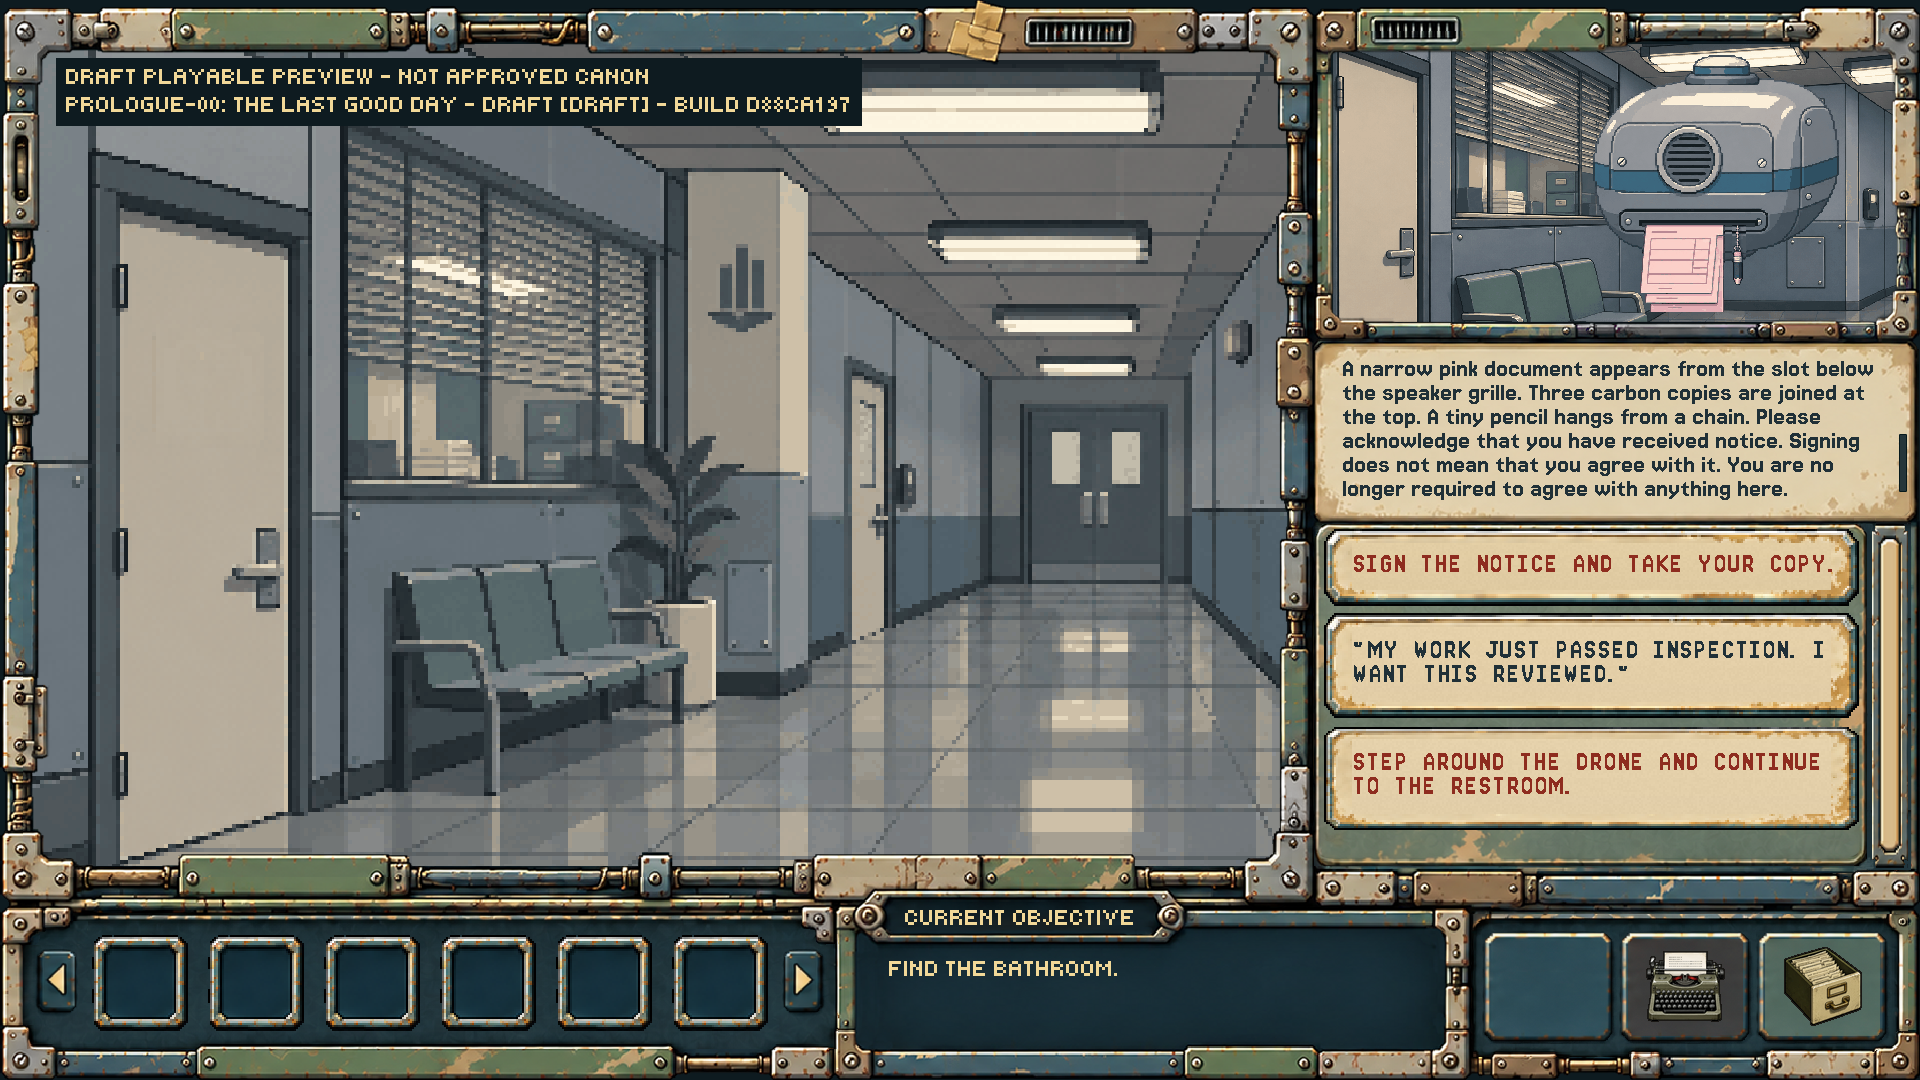 DRAFT PLAYABLE PREVIEW - NOT APPROVED CANON
PROLOGUE-00: THE LAST GOOD DAY - DRAFT [DRAFT] - BUILD D88CA197
A narrow pink document appears from the slot below
the speaker grille. Three carbon copies are joined at
the top. A tiny pencil hangs from a chain. Please
acknowledge that you have received notice. Signing
does not mean that you agree with it. You are no
longer required to agree with anything here.
SIGN THE NOTICE AND TAKE YOUR COPY.
"MY WORK JUST PASSED INSPECTION. I
WANT THIS REVIEWED."
STEP AROUND THE DRONE AND CONTINUE
TO THE RESTROOM.
CURRENT OBJECTIVE
FIND THE BATHROOM.